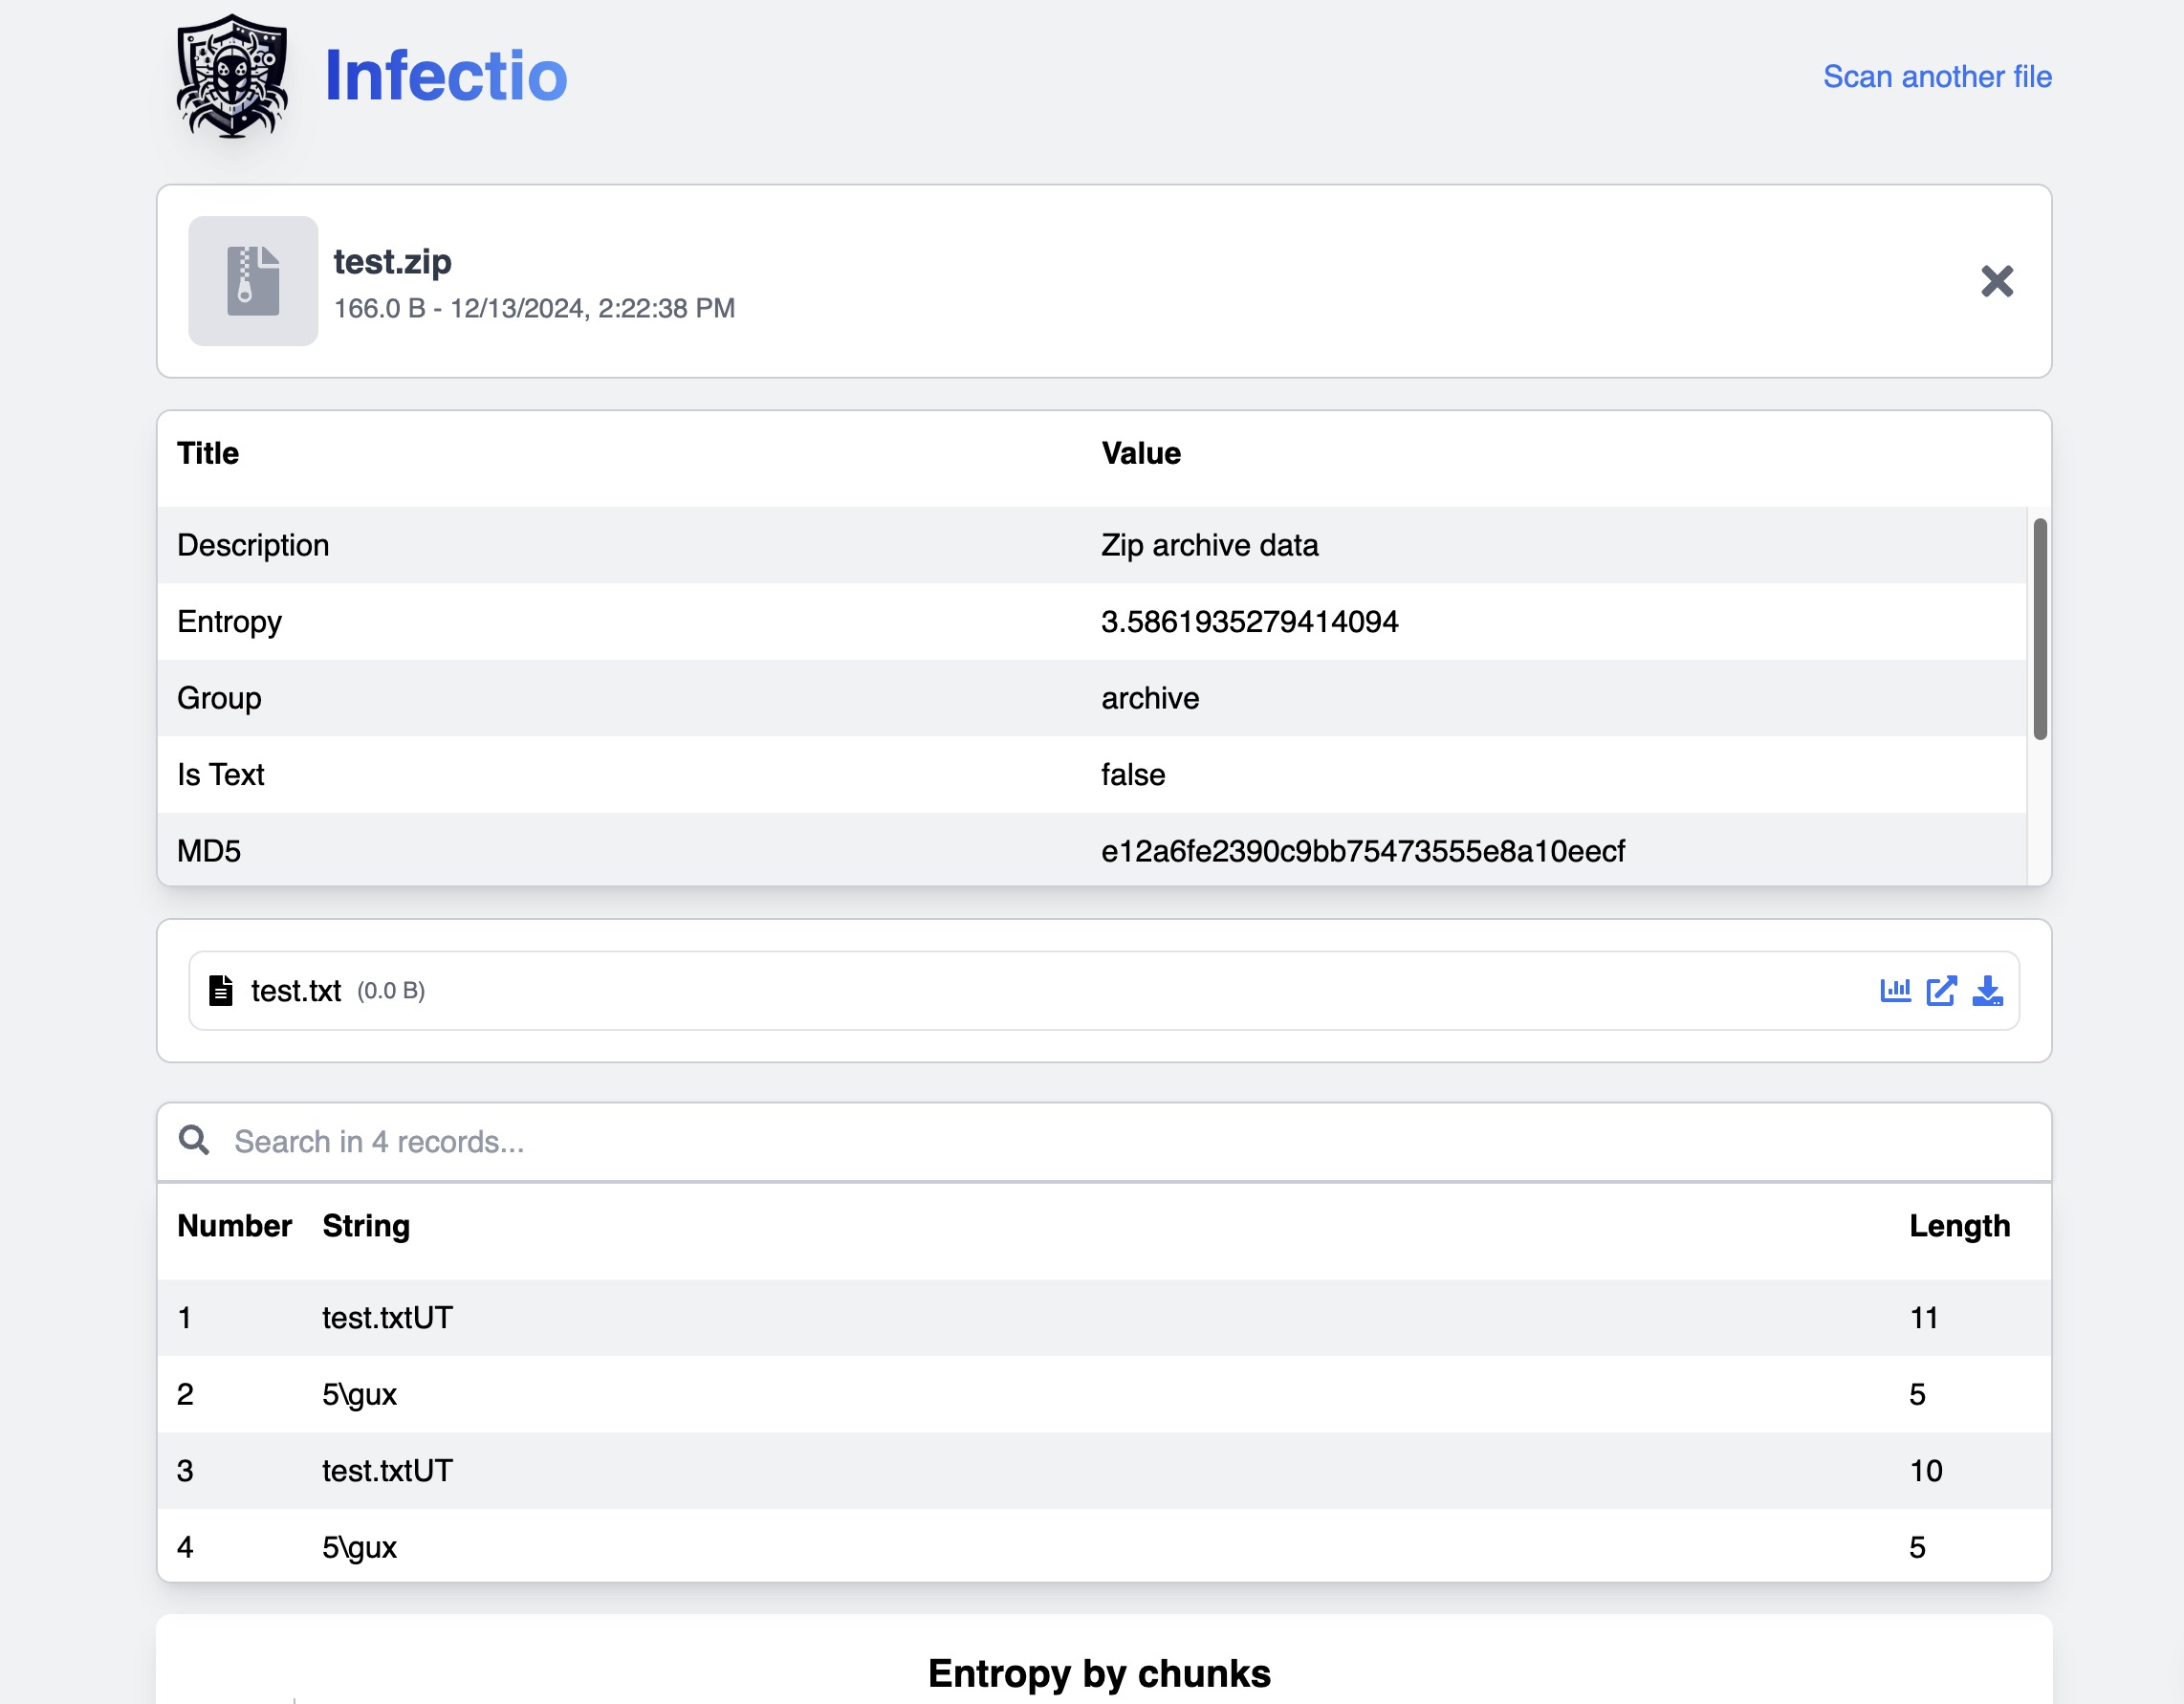 Infectio
Scan another file
test.zip
166.0 B - 12/13/2024, 2:22:38 PM
Title Value
Description Zip archive data
Entropy 3.5861935279414094
Group archive
Is Text false
MD5 e12a6fe2390c9bb75473555e8a10eecf
test.txt (0.0 B)
Search in 4 records...
Number String Length
1 test.txtUT 11
2 5\gux 5
3 test.txtUT 10
4 5\gux 5
Entropy by chunks